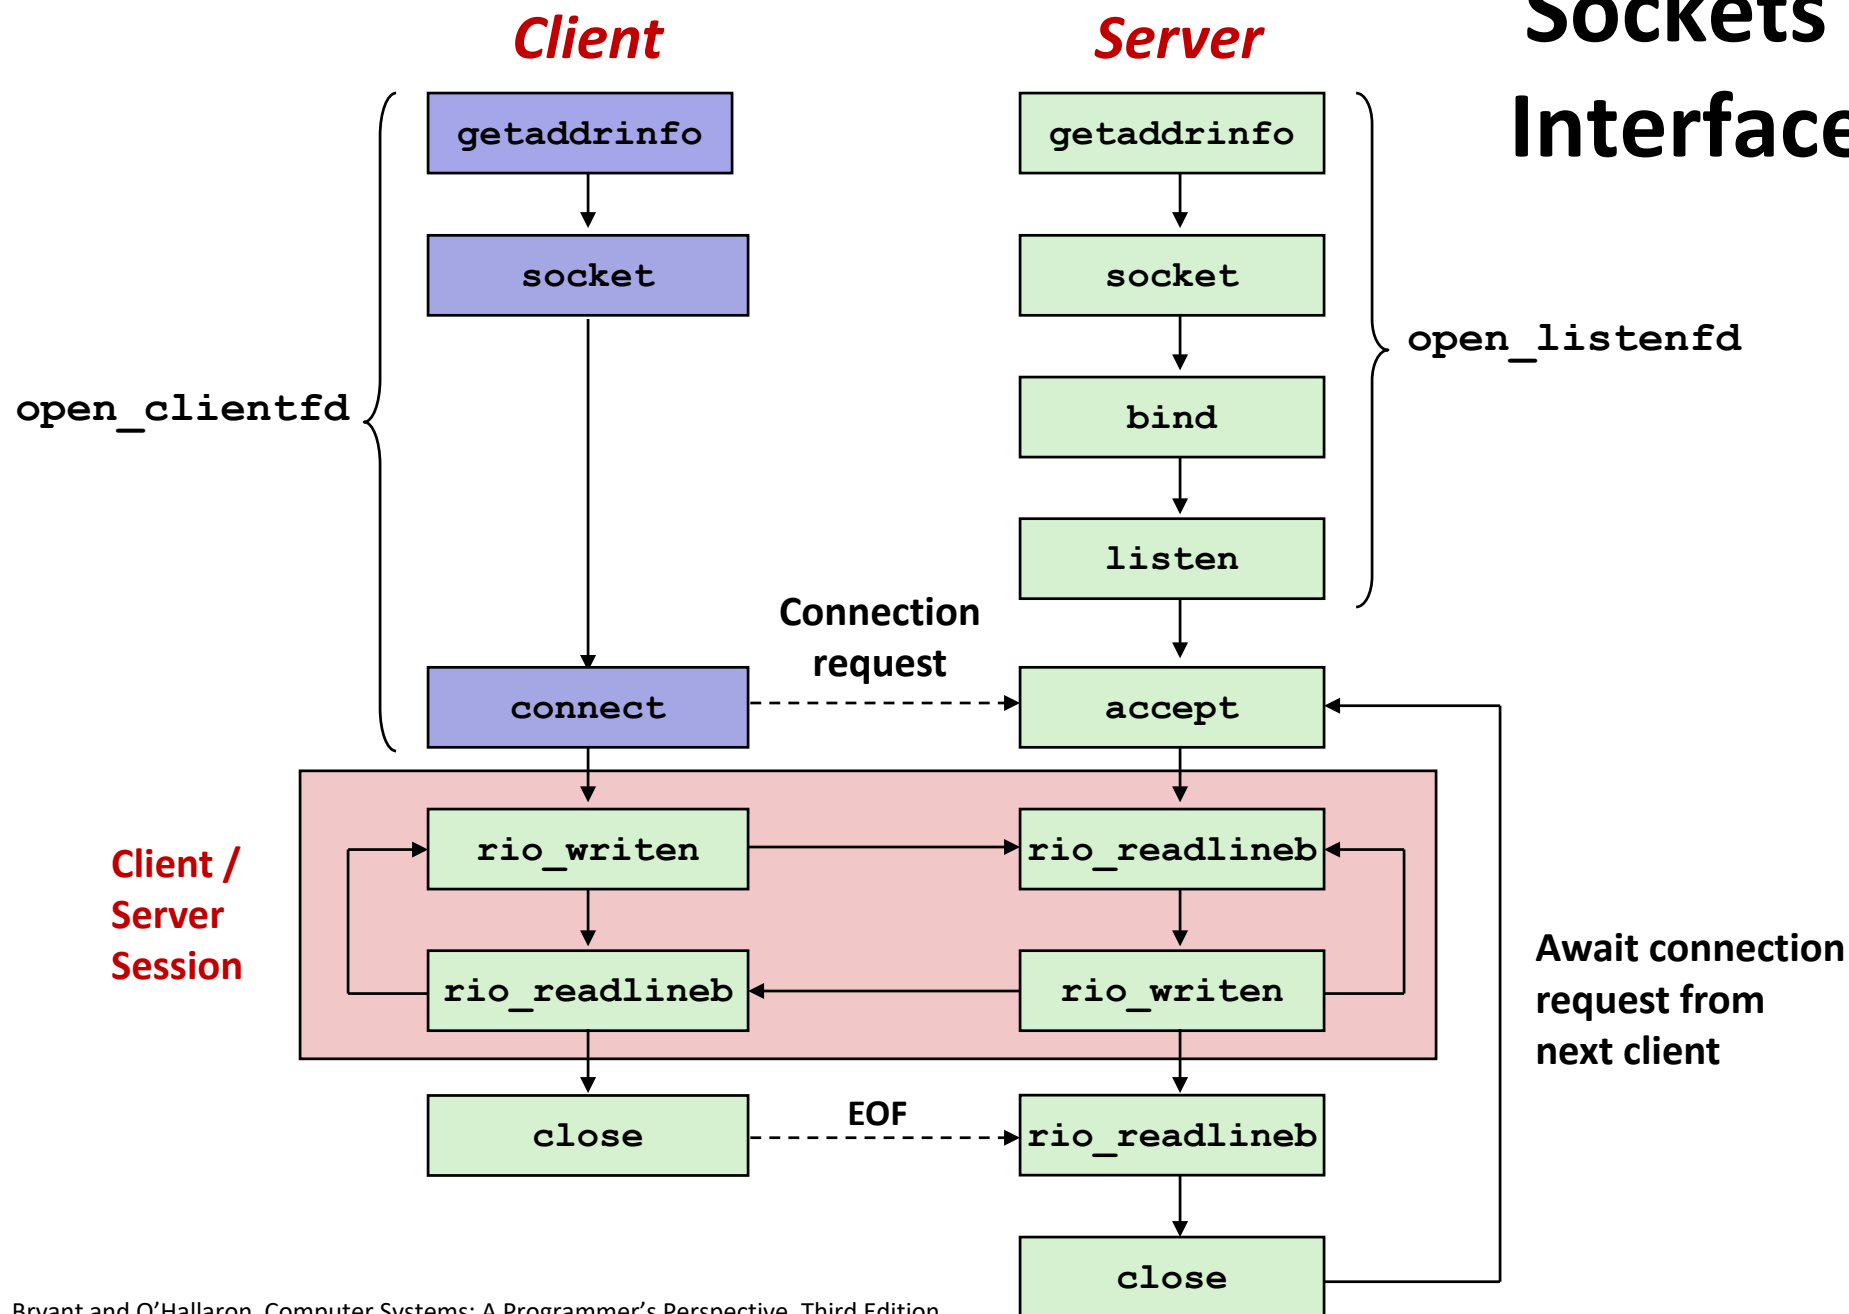 Client
Server
Sockets
Interface
getaddrinfo
getaddrinfo
socket
socket
open_listenfd
open_clientfd
bind
listen
Connection
request
connect
accept
Client /
Server
Session
rio_writen
rio_readlineb
rio_readlineb
rio_writen
Await connection
request from
next client
close
EOF
rio_readlineb
close
Bryant and O'Hallaron, Computer Systems: A Programmer's Perspective, Third Edition